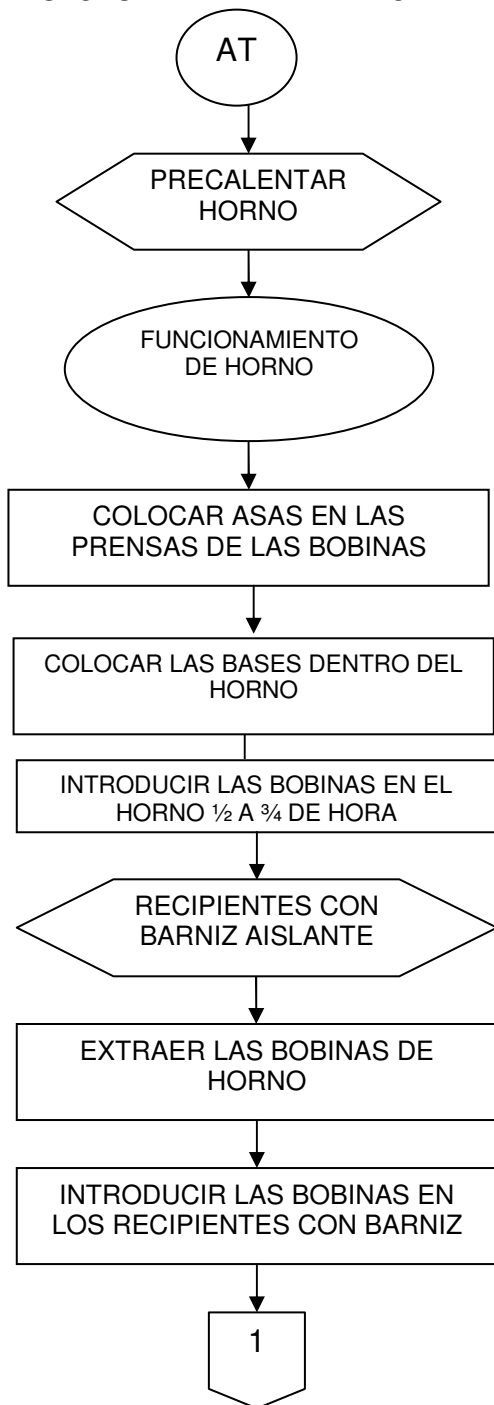 AT
PRECALENTAR
HORNO
FUNCIONAMIENTO
DE HORNO
COLOCAR ASAS EN LAS
PRENSAS DE LAS BOBINAS
COLOCAR LAS BASES DENTRO DEL
HORNO
INTRODUCIR LAS BOBINAS EN EL
HORNO ½ A ¾ DE HORA
RECIPIENTES CON
BARNIZ AISLANTE
EXTRAER LAS BOBINAS DE
HORNO
INTRODUCIR LAS BOBINAS EN
LOS RECIPIENTES CON BARNIZ
1